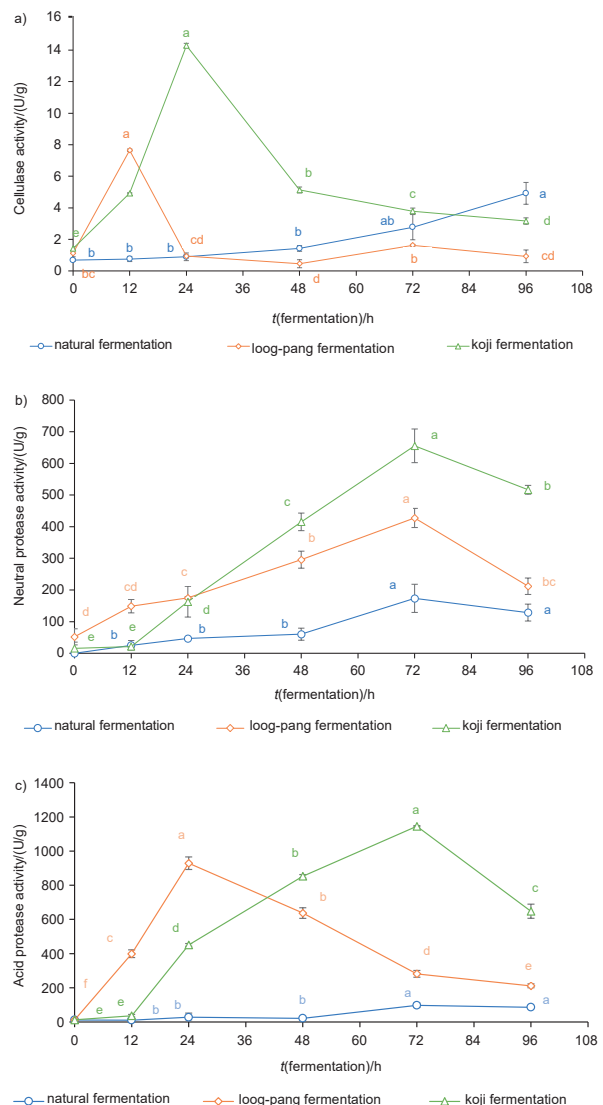 a)
Cellulase activity/(U/g)
16
14
12
10
8
6
4
2
0
a
a
e
b
b
b
bc
cd
b
b
d
ab
c
b
a
d
cd
0 12 24 36 48 60 72 84 96 108
t(fermentation)/h
natural fermentation loog-pang fermentation koji fermentation
b)
Neutral protease activity/(U/g)
800
700
600
500
400
300
200
100
0
d
e
cd
b
e
c
d
b
c
b
b
a
a
a
b
bc
a
0 12 24 36 48 60 72 84 96 108
t(fermentation)/h
natural fermentation loog-pang fermentation koji fermentation
c)
Acid protease activity/(U/g)
1400
1200
1000
800
600
400
200
0
f
e
c
e
b
a
d
b
b
b
b
a
d
a
c
e
a
0 12 24 36 48 60 72 84 96 108
t(fermentation)/h
natural fermentation loog-pang fermentation koji fermentation